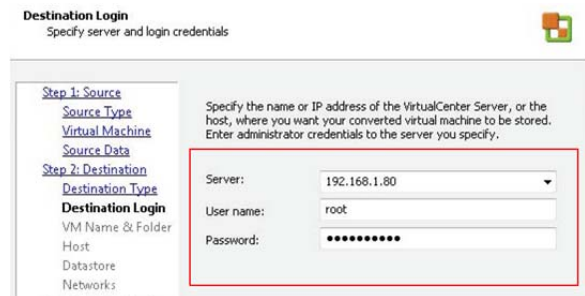 Destination Login
Specify server and login credentials
Step 1: Source
Source Type
Virtual Machine
Source Data
Step 2: Destination
Destination Type
Destination Login
VM Name & Folder
Host
Datastore
Networks
Specify the name or IP address of the VirtualCenter Server, or the
host, where you want your converted virtual machine to be stored.
Enter administrator credentials to the server you specify.
Server: 192.168.1.80
User name: root
Password: ●●●●●●●●●●